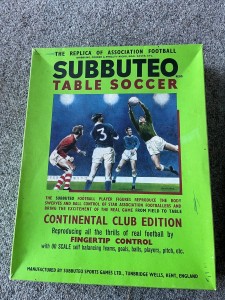 THE REPLICA OF ASSOCIATION FOOTBALL
SUBBUTEO
TABLE SOCCER
3
THE SUBBUTEO FOOTBALL PLAYER FIGURES REPRODUCE THE BODY
SWERVES AND BALL CONTROL OF STAR ASSOCIATION FOOTBALLERS AND
BRING THE EXCITEMENT OF THE REAL GAME FROM FIELD TO TABLE
CONTINENTAL CLUB EDITION
Reproducing all the thrills of real football by
FINGERTIP CONTROL
with OO SCALE self balancing teams, goals, balls, players, pitch, etc.
MANUFACTURED BY SUBBUTEO SPORTS GAMES LTD., TUNBRIDGE WELLS, KENT, ENGLAND